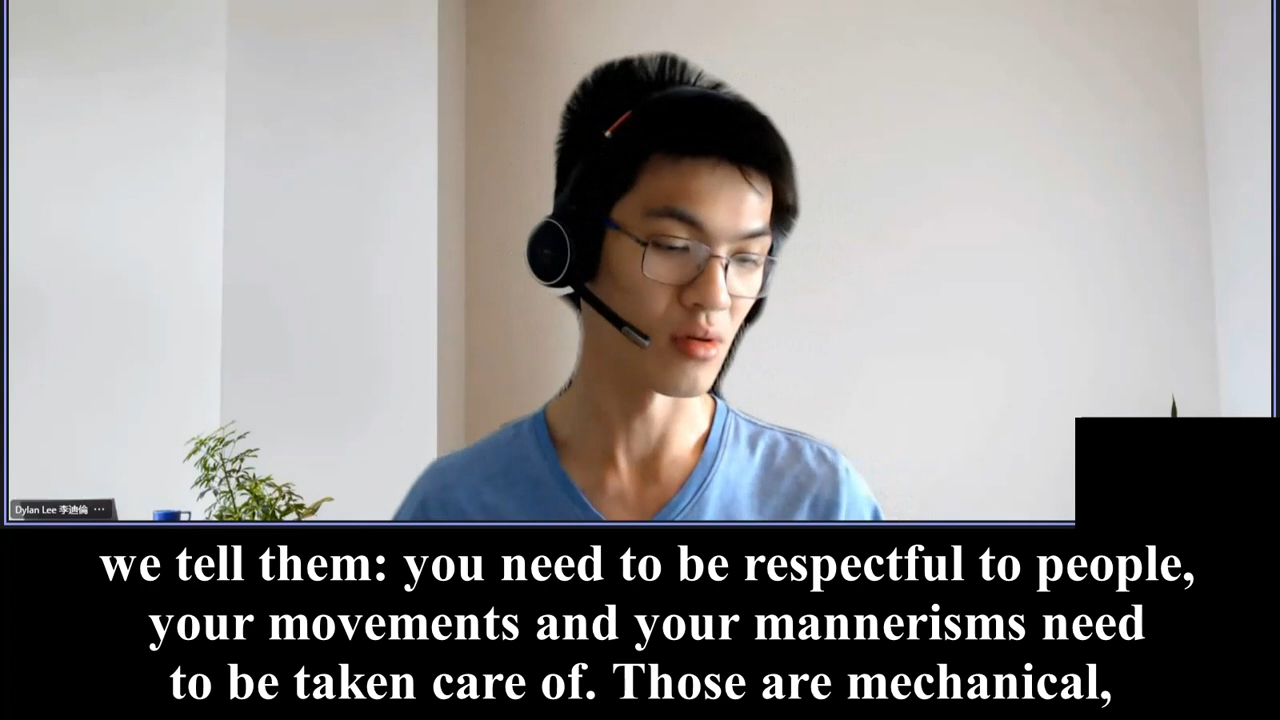 Dylan Lee 李迪倫 ···
we tell them: you need to be respectful to people,
your movements and your mannerisms need
to be taken care of. Those are mechanical,